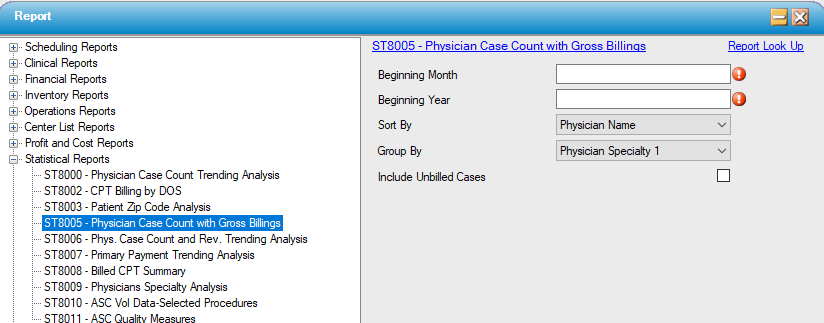 Report
Scheduling Reports
Clinical Reports
Financial Reports
Inventory Reports
Operations Reports
Center List Reports
Profit and Cost Reports
Statistical Reports
ST8000 - Physician Case Count Trending Analysis
ST8002 - CPT Billing by DOS
ST8003 - Patient Zip Code Analysis
ST8005 - Physician Case Count with Gross Billings
ST8006 - Phys. Case Count and Rev. Trending Analysis
ST8007 - Primary Payment Trending Analysis
ST8008 - Billed CPT Summary
ST8009 - Physicians Specialty Analysis
ST8010 - ASC Vol Data-Selected Procedures
ST8011 - ASC Quality Measures
ST8005 - Physician Case Count with Gross Billings
Report Look Up
Beginning Month
Beginning Year
Sort By
Physician Name
Group By
Physician Specialty 1
Include Unbilled Cases